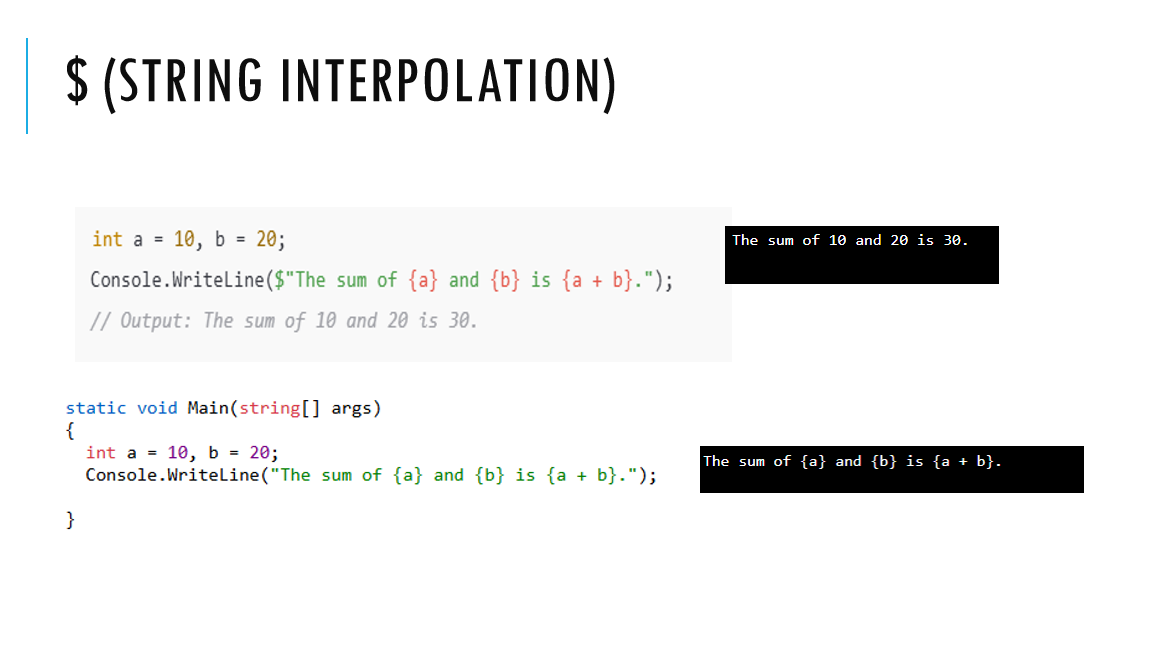 $ (STRING INTERPOLATION)
int a = 10, b = 20;
Console.WriteLine($"The sum of {a} and {b} is {a + b}.");
// Output: The sum of 10 and 20 is 30.
The sum of 10 and 20 is 30.
static void Main(string[] args)
{
int a = 10, b = 20;
Console.WriteLine("The sum of {a} and {b} is {a + b}.");
}
The sum of {a} and {b} is {a + b}.